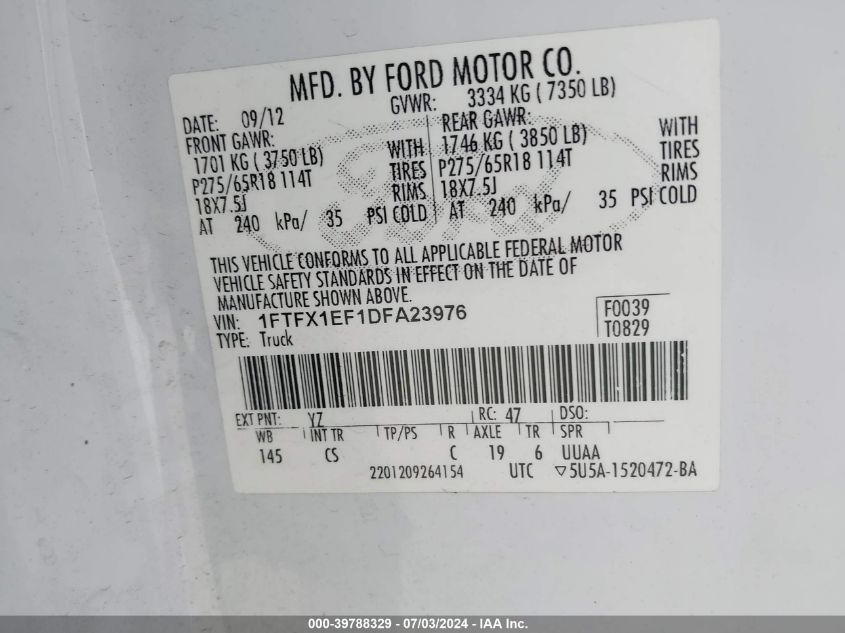 MFD. BY FORD MOTOR CO.
DATE: 09/12 GVWR: 3334 KG ( 7350 LB)
FRONT GAWR: REAR GAWR:
1701 KG ( 3750 LB) WITH 1746 KG ( 3850 LB) WITH
P275/65R18 114T TIRES P275/65R18 114T TIRES
18X7.5J RIMS 18X7.5J RIMS
AT 240 kPa/ 35 PSI COLD AT 240 kPa/ 35 PSI COLD
Ford
THIS VEHICLE CONFORMS TO ALL APPLICABLE FEDERAL MOTOR
VEHICLE SAFETY STANDARDS IN EFFECT ON THE DATE OF
MANUFACTURE SHOWN ABOVE.
VIN: 1FTFX1EF1DFA23976 F0039
TYPE: Truck T0829
EXT PNT: YZ RC: 47 DSO:
WB INT TR TP/PS R AXLE TR SPR
145 CS C 19 6 UUAA
2201209264154 UTC ▽5U5A-1520472-BA
000-39788329 / 07/03/2024 - IAA Inc.